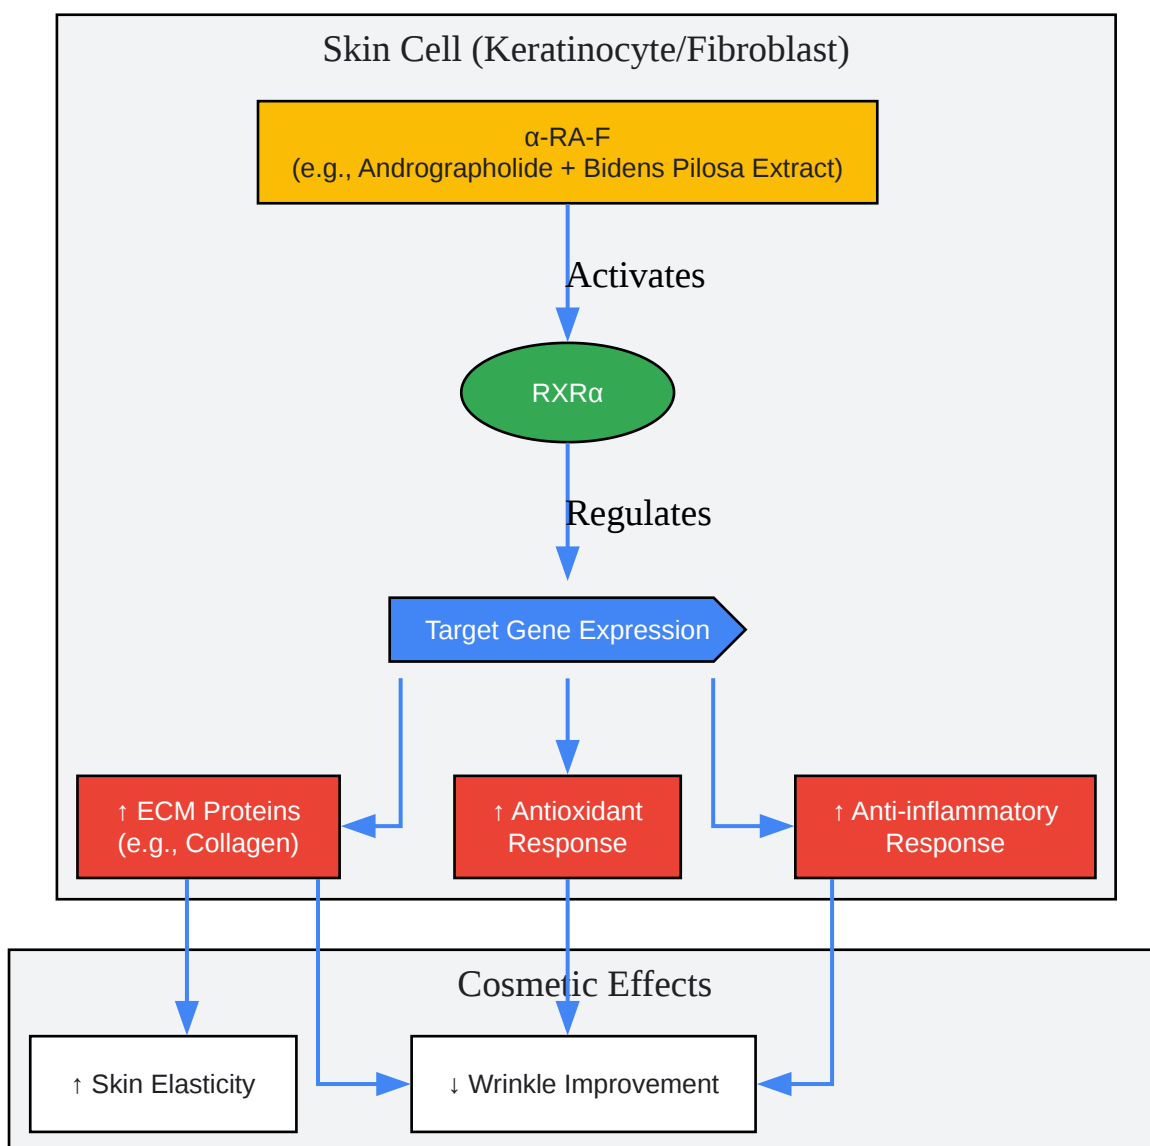 Skin Cell (Keratinocyte/Fibroblast)
α-RA-F
(e.g., Andrographolide + Bidens Pilosa Extract)
Activates
RXRα
Regulates
Target Gene Expression
↑ ECM Proteins
(e.g., Collagen)
↑ Antioxidant
Response
↑ Anti-inflammatory
Response
Cosmetic Effects
↑ Skin Elasticity
↓ Wrinkle Improvement